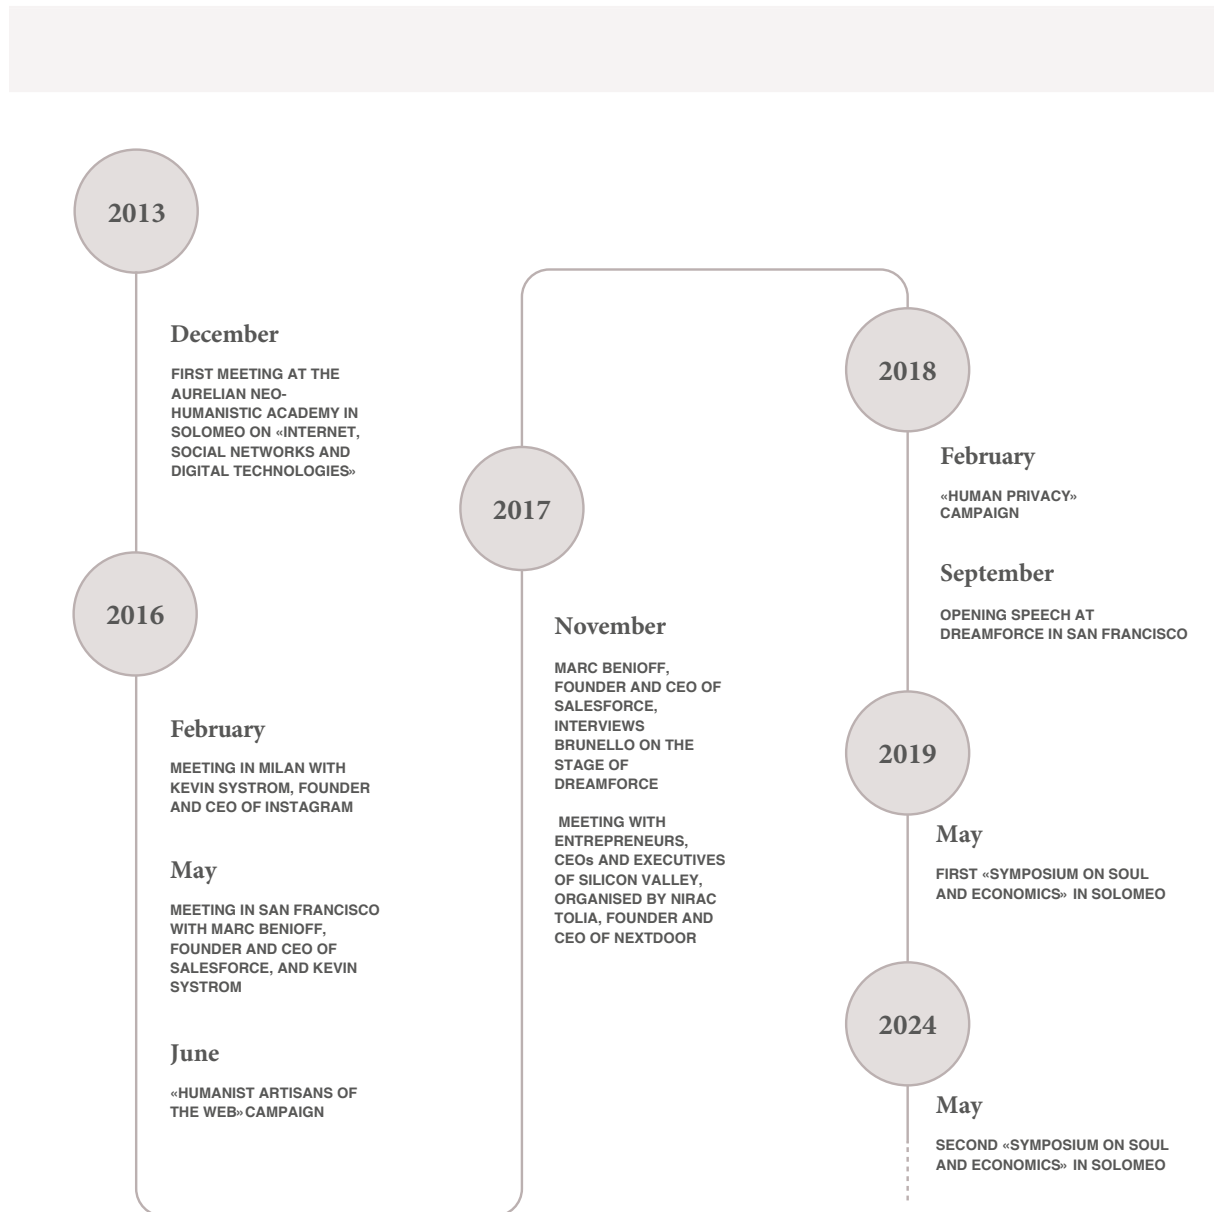 2013
December
FIRST MEETING AT THE
AURELIAN NEO-
HUMANISTIC ACADEMY IN
SOLOMEO ON «INTERNET,
SOCIAL NETWORKS AND
DIGITAL TECHNOLOGIES»
2016
February
MEETING IN MILAN WITH
KEVIN SYSTROM, FOUNDER
AND CEO OF INSTAGRAM
May
MEETING IN SAN FRANCISCO
WITH MARC BENIOFF,
FOUNDER AND CEO OF
SALESFORCE, AND KEVIN
SYSTROM
June
«HUMANIST ARTISANS OF
THE WEB» CAMPAIGN
2017
November
MARC BENIOFF,
FOUNDER AND CEO OF
SALESFORCE,
INTERVIEWS
BRUNELLO ON THE
STAGE OF
DREAMFORCE
MEETING WITH
ENTREPRENEURS,
CEOs AND EXECUTIVES
OF SILICON VALLEY,
ORGANISED BY NIRAC
TOLIA, FOUNDER AND
CEO OF NEXTDOOR
2018
February
«HUMAN PRIVACY»
CAMPAIGN
September
OPENING SPEECH AT
DREAMFORCE IN SAN FRANCISCO
2019
May
FIRST «SYMPOSIUM ON SOUL
AND ECONOMICS» IN SOLOMEO
2024
May
SECOND «SYMPOSIUM ON SOUL
AND ECONOMICS» IN SOLOMEO